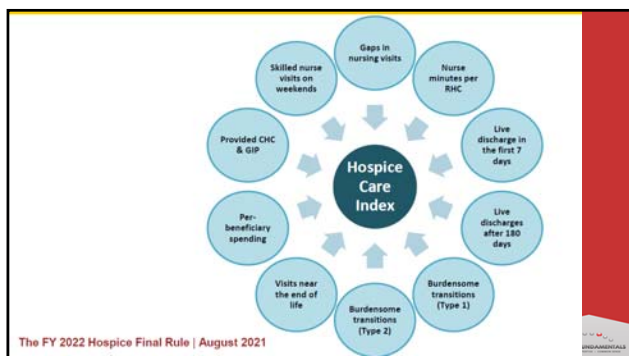 Gaps in
nursing visits
Nurse
minutes per
RHC
Live
discharge in
the first 7
days
Live
discharges
after 180
days
Burdensome
transitions
(Type 1)
Burdensome
transitions
(Type 2)
Visits near
the end of
life
Per-
beneficiary
spending
Provided CHC
& GIP
Skilled nurse
visits on
weekends
Hospice
Care
Index
The FY 2022 Hospice Final Rule | August 2021